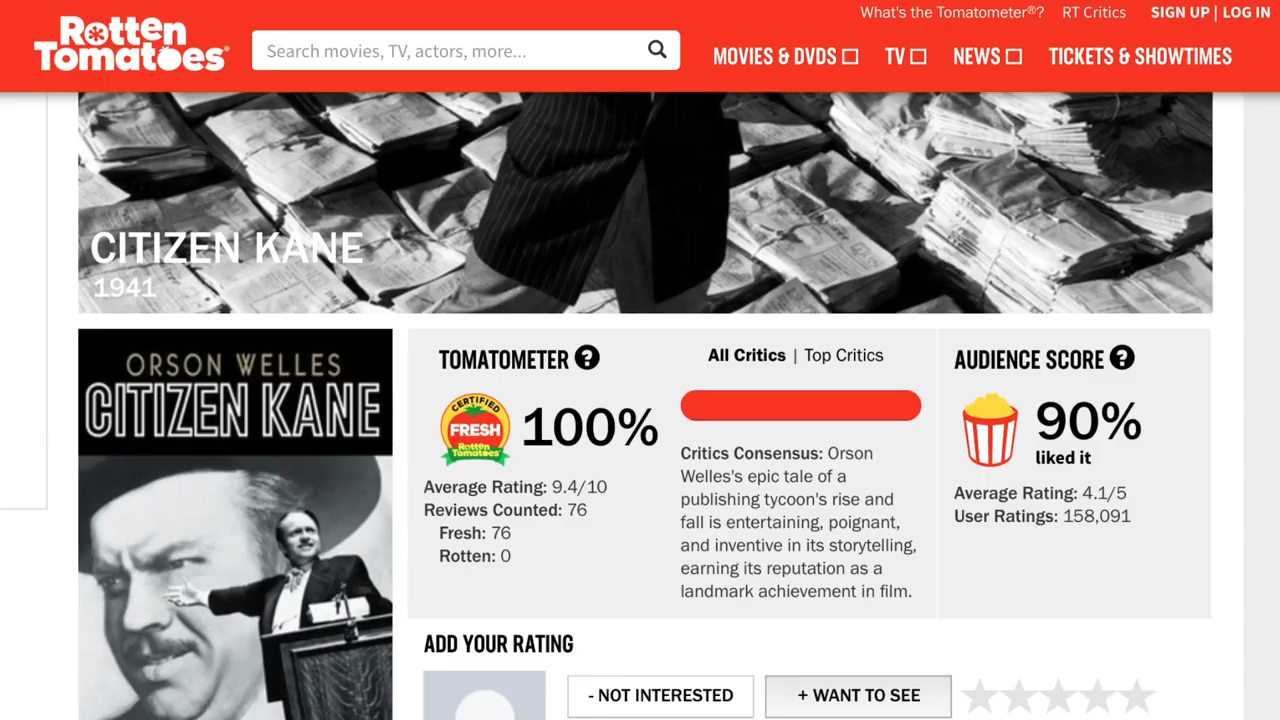 What's the Tomatometer®? RT Critics SIGN UP | LOG IN
Rotten
Tomatoes®
Search movies, TV, actors, more...
MOVIES & DVDS TV NEWS TICKETS & SHOWTIMES
CITIZEN KANE
1941
ORSON WELLES
CITIZEN KANE
TOMATOMETER ?
CERTIFIED
FRESH
Rotten
Tomatoes
100%
Average Rating: 9.4/10
Reviews Counted: 76
Fresh: 76
Rotten: 0
All Critics | Top Critics
Critics Consensus: Orson
Welles's epic tale of a
publishing tycoon's rise and
fall is entertaining, poignant,
and inventive in its storytelling,
earning its reputation as a
landmark achievement in film.
AUDIENCE SCORE ?
90%
liked it
Average Rating: 4.1/5
User Ratings: 158,091
ADD YOUR RATING
- NOT INTERESTED
+ WANT TO SEE